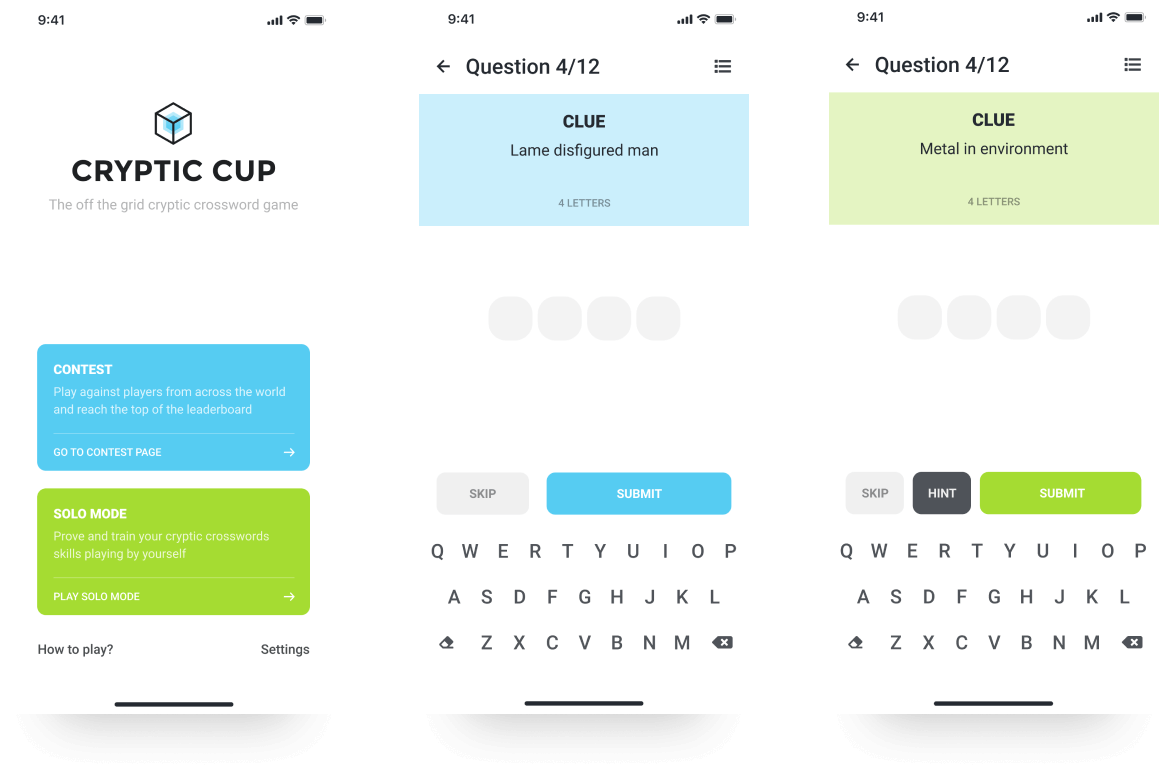 9:41
CRYPTIC CUP
The off the grid cryptic crossword game
CONTEST
Play against players from across the world
and reach the top of the leaderboard
GO TO CONTEST PAGE
SOLO MODE
Prove and train your cryptic crosswords
skills playing by yourself
PLAY SOLO MODE
How to play?
Settings
9:41
Question 4/12
CLUE
Lame disfigured man
4 LETTERS
SKIP
SUBMIT
Q W E R T Y U I O P
A S D F G H J K L
Z X C V B N M
9:41
Question 4/12
CLUE
Metal in environment
4 LETTERS
SKIP
HINT
SUBMIT
Q W E R T Y U I O P
A S D F G H J K L
Z X C V B N M